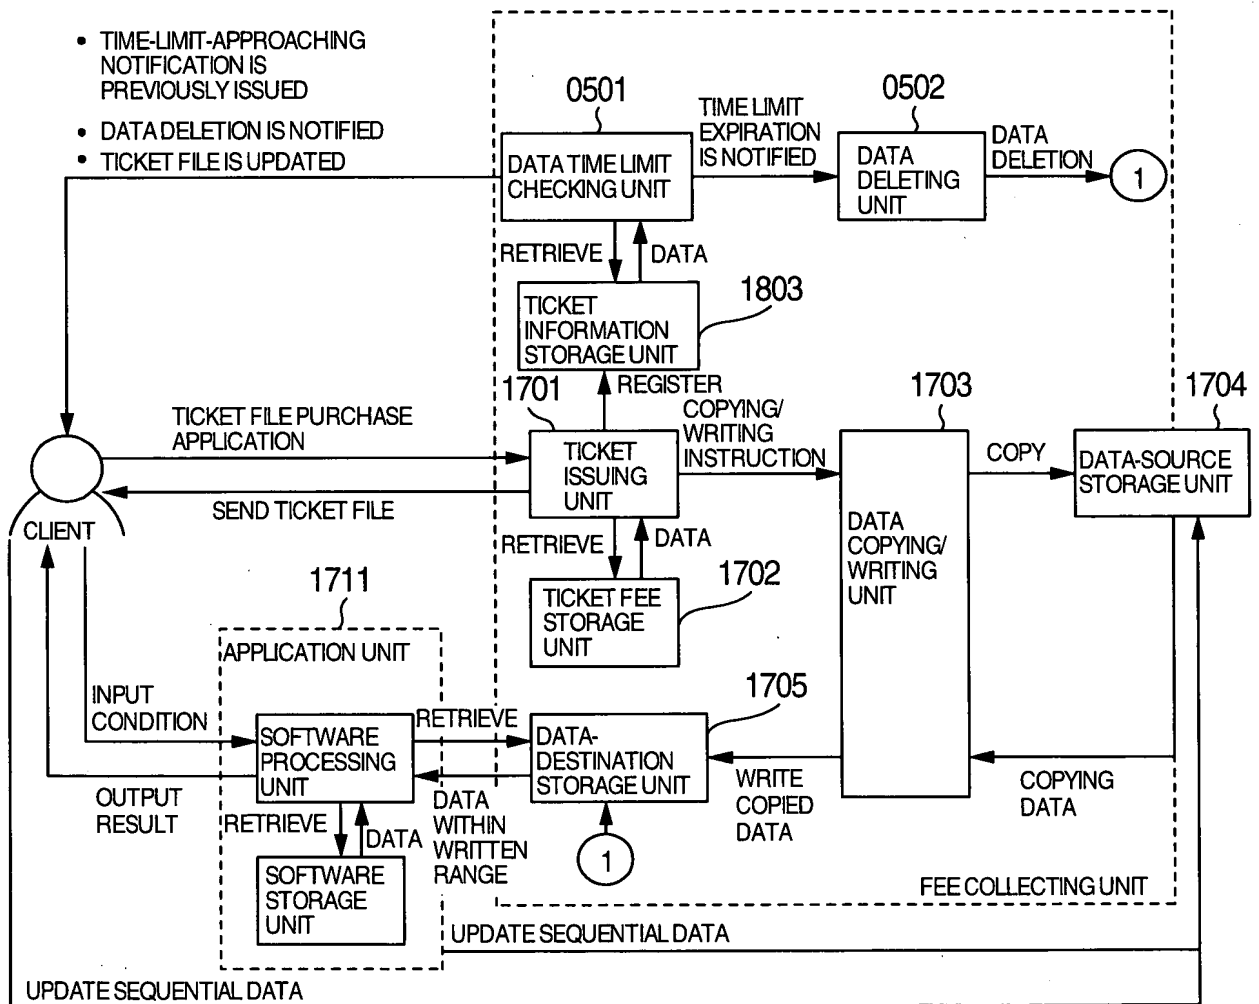 • TIME-LIMIT-APPROACHING
NOTIFICATION IS
PREVIOUSLY ISSUED
• DATA DELETION IS NOTIFIED
• TICKET FILE IS UPDATED
0501
DATA TIME LIMIT
CHECKING UNIT
TIME LIMIT
EXPIRATION
IS NOTIFIED
0502
DATA
DELETING
UNIT
DATA
DELETION
1
RETRIEVE
DATA
1803
TICKET
INFORMATION
STORAGE UNIT
1701
REGISTER
TICKET FILE PURCHASE
APPLICATION
TICKET
ISSUING
UNIT
COPYING/
WRITING
INSTRUCTION
1703
DATA
COPYING/
WRITING
UNIT
COPY
1704
DATA-SOURCE
STORAGE UNIT
SEND TICKET FILE
CLIENT
RETRIEVE
DATA
1702
TICKET FEE
STORAGE
UNIT
1711
APPLICATION UNIT
INPUT
CONDITION
SOFTWARE
PROCESSING
UNIT
RETRIEVE
1705
DATA-
DESTINATION
STORAGE UNIT
WRITE
COPIED
DATA
COPYING
DATA
OUTPUT
RESULT
RETRIEVE
DATA
DATA
WITHIN
WRITTEN
RANGE
1
SOFTWARE
STORAGE
UNIT
FEE COLLECTING UNIT
UPDATE SEQUENTIAL DATA
UPDATE SEQUENTIAL DATA